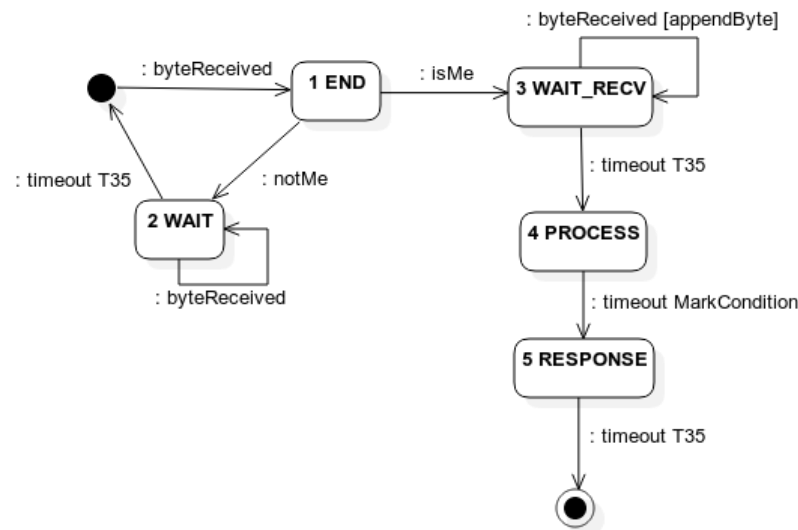 : byteReceived [appendByte]
: byteReceived
1 END
: isMe
3 WAIT_RECV
: timeout T35
: notMe
: timeout T35
2 WAIT
4 PROCESS
: byteReceived
: timeout MarkCondition
5 RESPONSE
: timeout T35